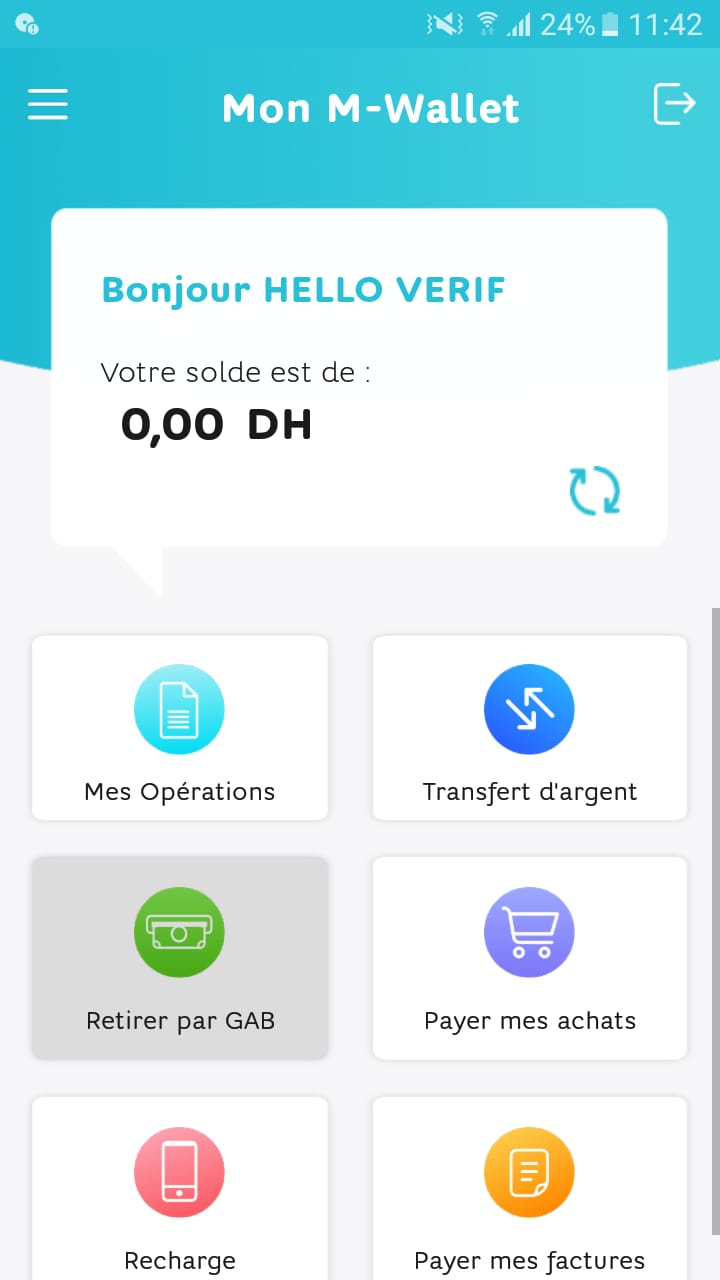 24% 11:42
Mon M-Wallet
Bonjour HELLO VERIF
Votre solde est de :
0,00 DH
Mes Opérations
Transfert d'argent
Retirer par GAB
Payer mes achats
Recharge
Payer mes factures